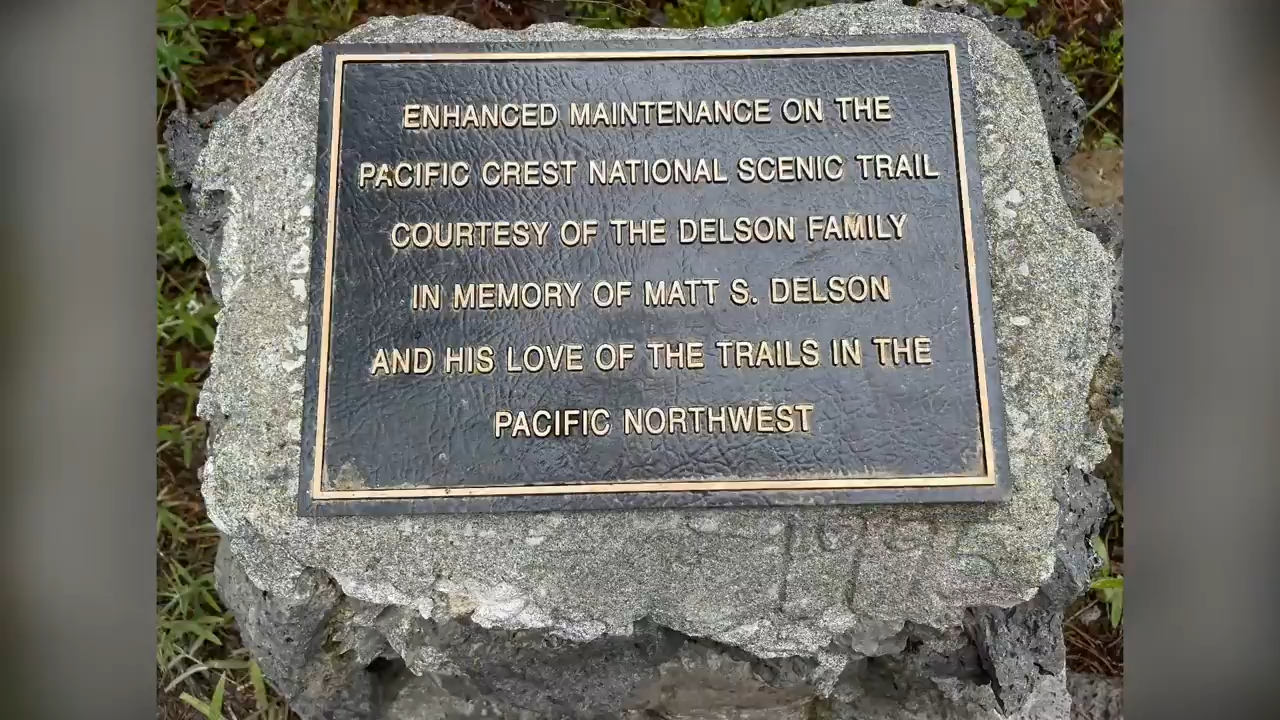 ENHANCED MAINTENANCE ON THE
PACIFIC CREST NATIONAL SCENIC TRAIL
COURTESY OF THE DELSON FAMILY
IN MEMORY OF MATT S. DELSON
AND HIS LOVE OF THE TRAILS IN THE
PACIFIC NORTHWEST
1995